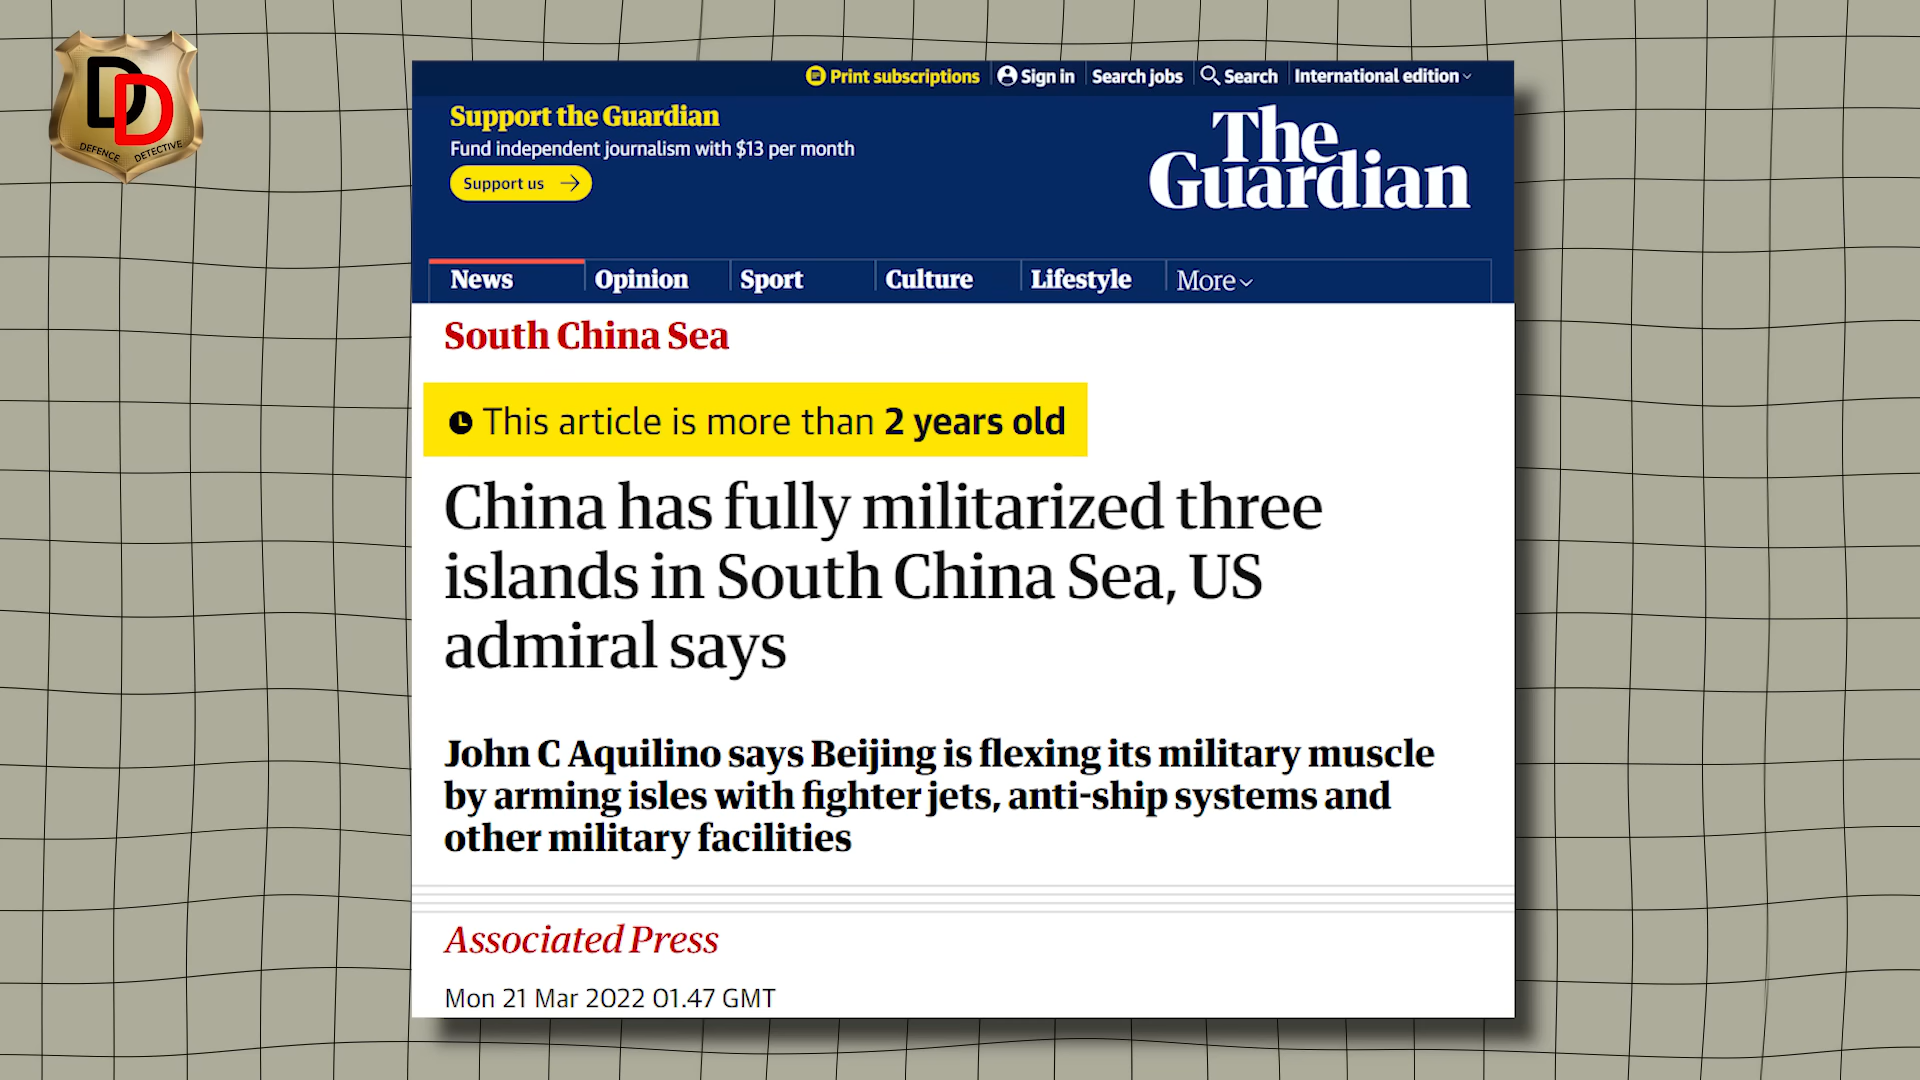 DD
DEFENCE DETECTIVE
Print subscriptions Sign in Search jobs Search International edition
Support the Guardian
Fund independent journalism with $13 per month
Support us
The
Guardian
News Opinion Sport Culture Lifestyle More
South China Sea
This article is more than 2 years old
China has fully militarized three
islands in South China Sea, US
admiral says
John C Aquilino says Beijing is flexing its military muscle
by arming isles with fighter jets, anti-ship systems and
other military facilities
Associated Press
Mon 21 Mar 2022 01.47 GMT